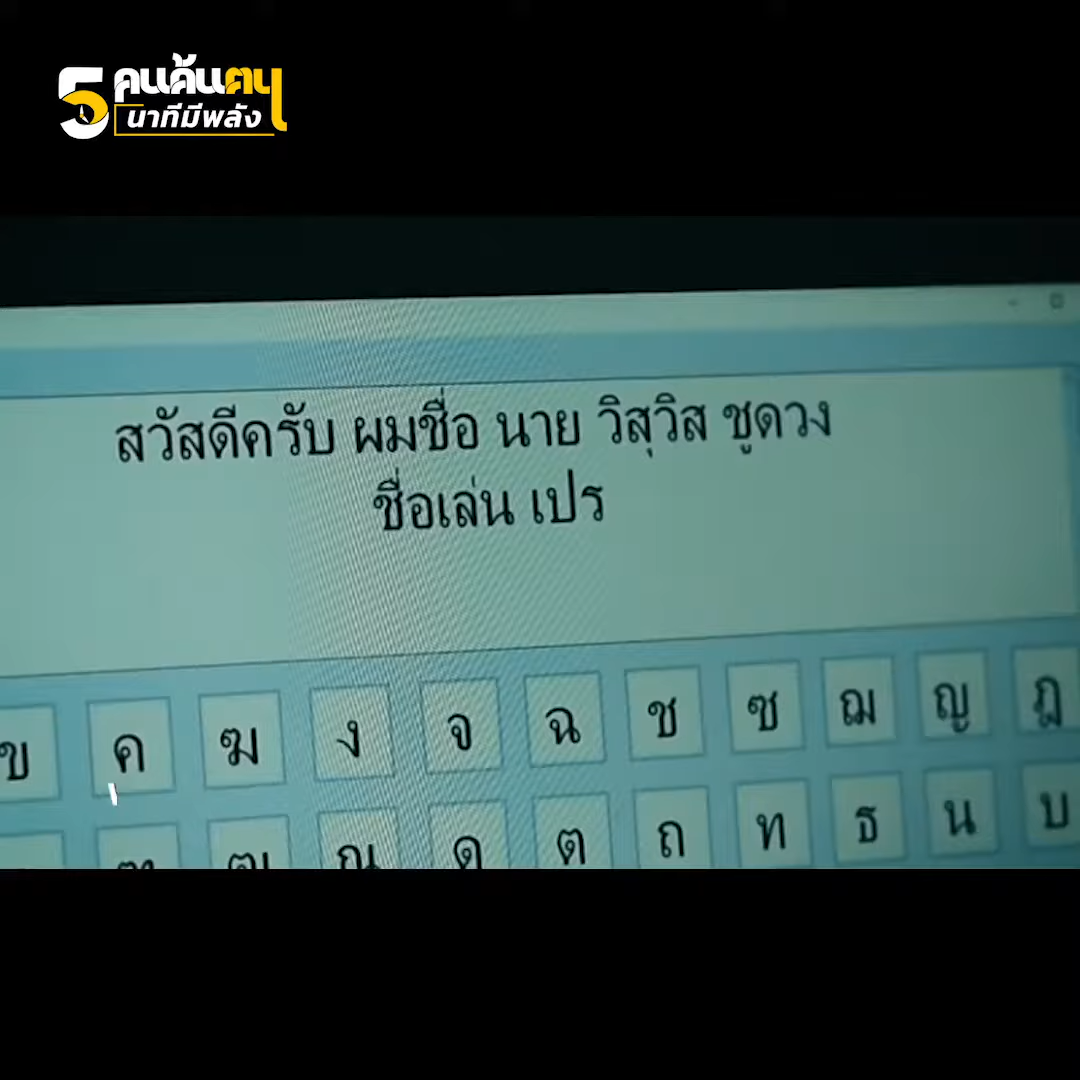 5 คนค้นฅน
นาทีมีพลัง
สวัสดีครับ ผมชื่อ นาย วิสุวิส ชูดวง
ชื่อเล่น เปร
ข ค ฆ ง จ ฉ ช ซ ฌ ญ ฎ
ฑ ฒ ณ ด ต ถ ท ธ น บ